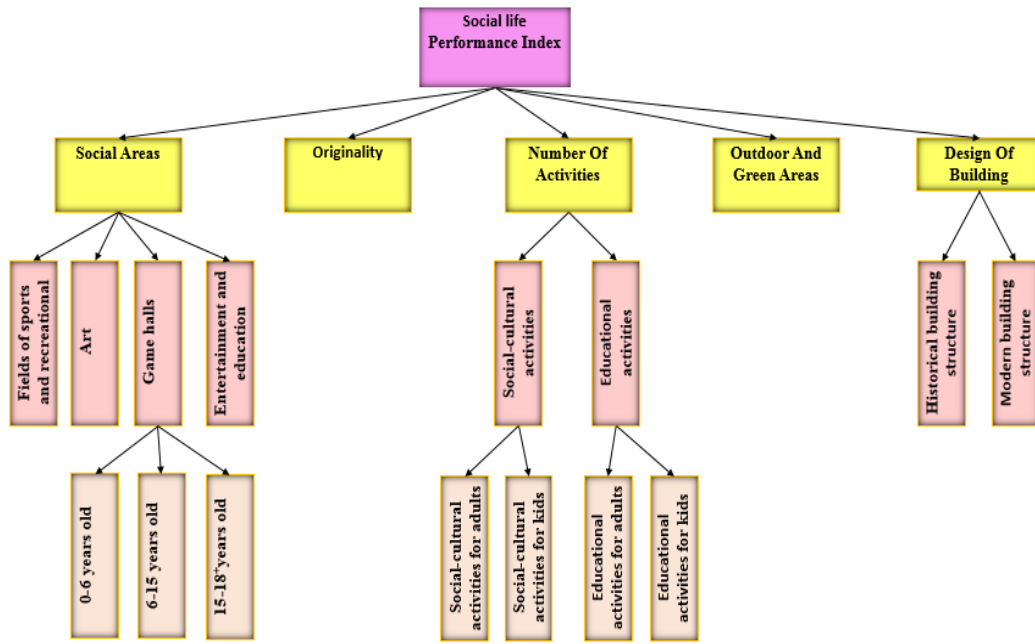 Social life
Performance Index
Social Areas
Originality
Number Of
Activities
Outdoor And
Green Areas
Design Of
Building
Fields of sports
and recreational
Art
Game halls
Entertainment and
education
Social-cultural
activities
Educational
activities
Historical building
structure
Modern building
structure
0-6 years old
6-15 years old
15-18+years old
Social-cultural
activities for adults
Social-cultural
activities for kids
Educational
activities for adults
Educational
activities for kids